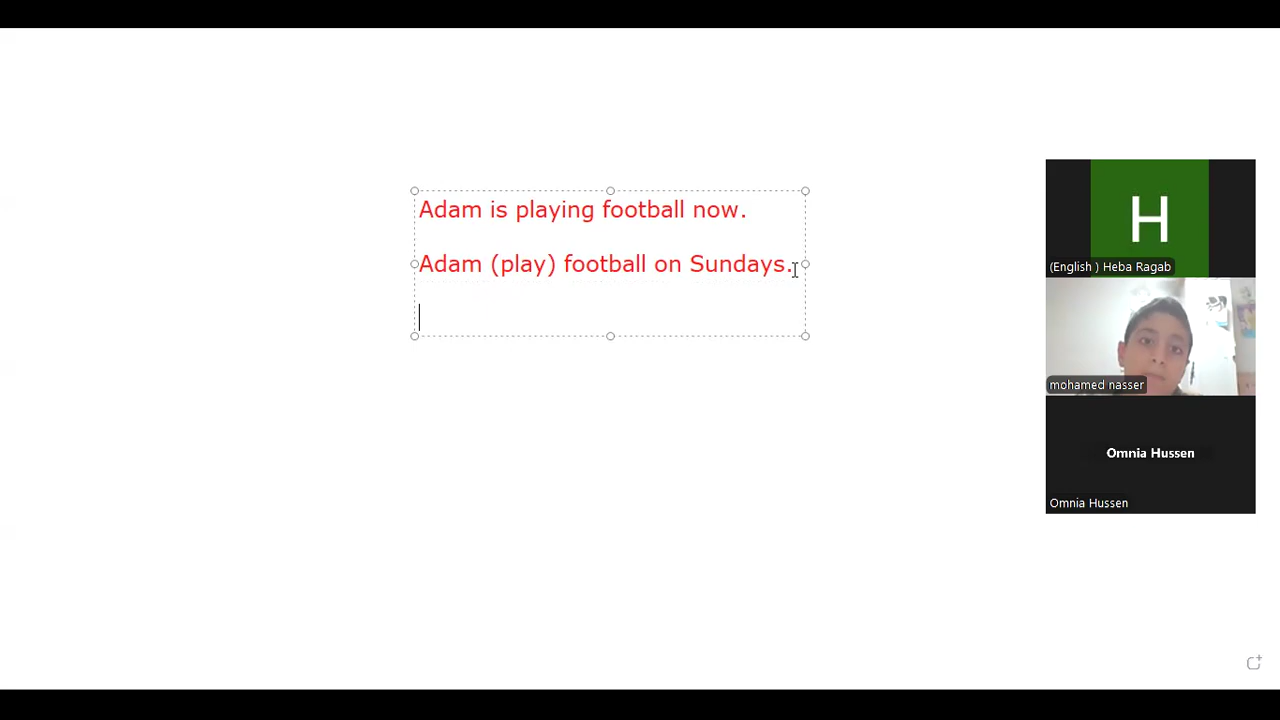 Adam is playing football now.
Adam (play) football on Sundays.
H
(English ) Heba Ragab
mohamed nasser
Omnia Hussen
Omnia Hussen